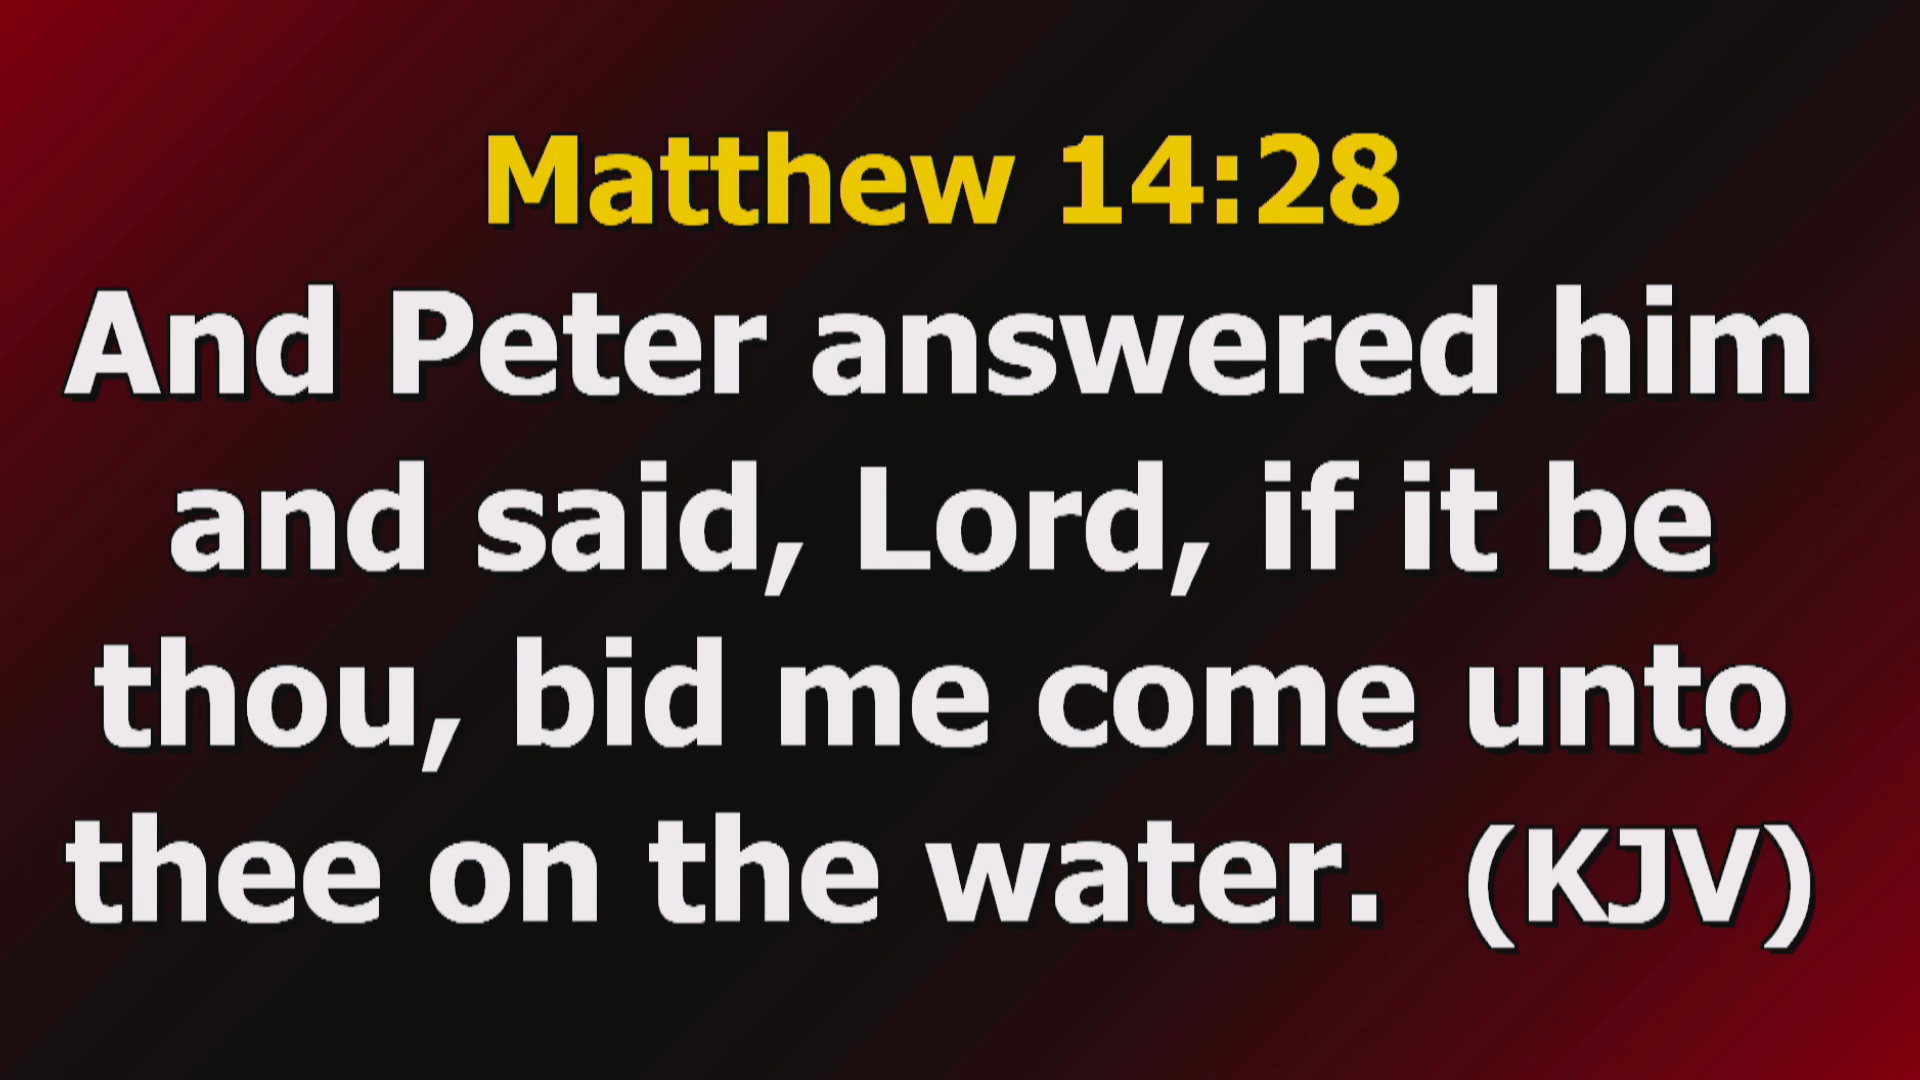 Matthew 14:28
And Peter answered him
and said, Lord, if it be
thou, bid me come unto
thee on the water.  (KJV)